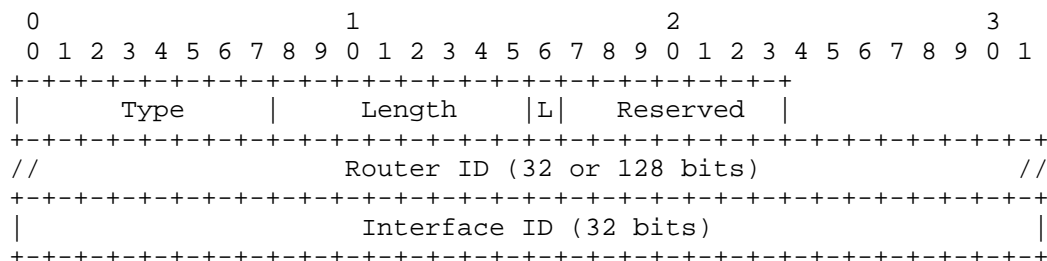 0                   1                   2                   3
 0 1 2 3 4 5 6 7 8 9 0 1 2 3 4 5 6 7 8 9 0 1 2 3 4 5 6 7 8 9 0 1
+-+-+-+-+-+-+-+-+-+-+-+-+-+-+-+-+-+-+-+-+-+-+-+-+
|      Type     |     Length    |L|   Reserved  |
+-+-+-+-+-+-+-+-+-+-+-+-+-+-+-+-+-+-+-+-+-+-+-+-+-+-+-+-+-+-+-+-+
//                   Router ID (32 or 128 bits)                //
+-+-+-+-+-+-+-+-+-+-+-+-+-+-+-+-+-+-+-+-+-+-+-+-+-+-+-+-+-+-+-+-+
|                     Interface ID (32 bits)                    |
+-+-+-+-+-+-+-+-+-+-+-+-+-+-+-+-+-+-+-+-+-+-+-+-+-+-+-+-+-+-+-+-+